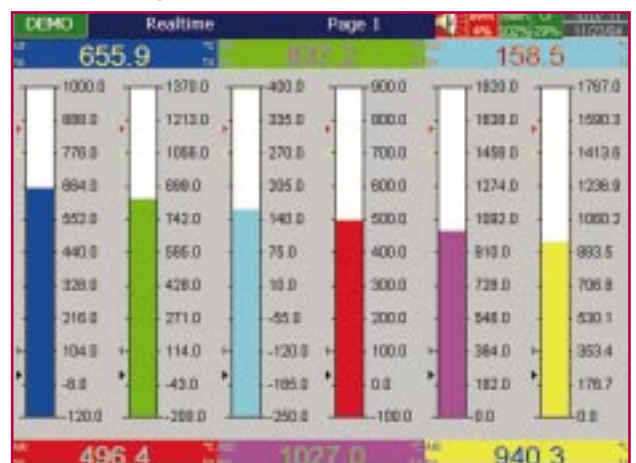 DEMO Realtime Page 1
655.9 158.5
1000.0 1370.0 400.0 900.0 1820.0 1767.0
888.0 1213.0 335.0 800.0 1638.0 1590.3
776.0 1056.0 270.0 700.0 1456.0 1413.6
664.0 205.0 600.0 1274.0 1236.9
552.0 742.0 140.0 500.0 1092.0 1060.2
440.0 585.0 75.0 400.0 910.0 883.5
328.0 428.0 10.0 300.0 728.0 706.8
216.0 271.0 -55.0 200.0 546.0 530.1
104.0 114.0 -120.0 100.0 364.0 353.4
-8.0 -43.0 -185.0 0.0 182.0 176.7
-120.0 -200.0 -250.0 -100.0 0.0 0.0
496.4 1027.0 940.3